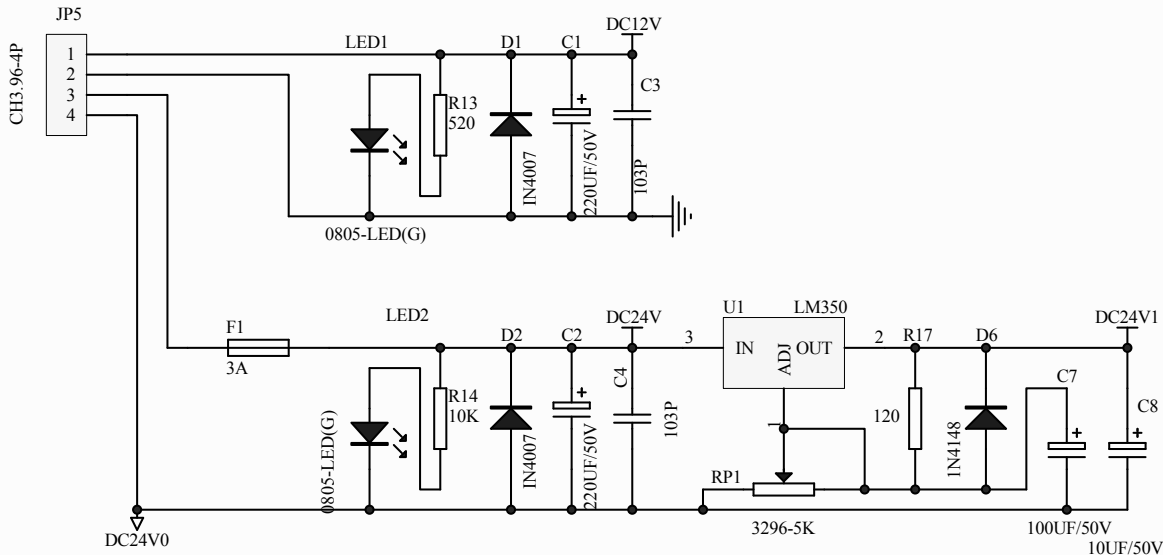 JP5
CH3.96-4P
1
2
3
4
LED1
D1
C1
DC12V
C3
R13
520
IN4007
220UF/50V
103P
0805-LED(G)
F1
3A
LED2
D2
C2
DC24V
C4
3
U1
LM350
IN
ADJ
OUT
2
R17
D6
DC24V1
R14
10K
0805-LED(G)
IN4007
220UF/50V
103P
1
120
1N4148
C7
C8
RP1
3296-5K
100UF/50V
10UF/50V
DC24V0